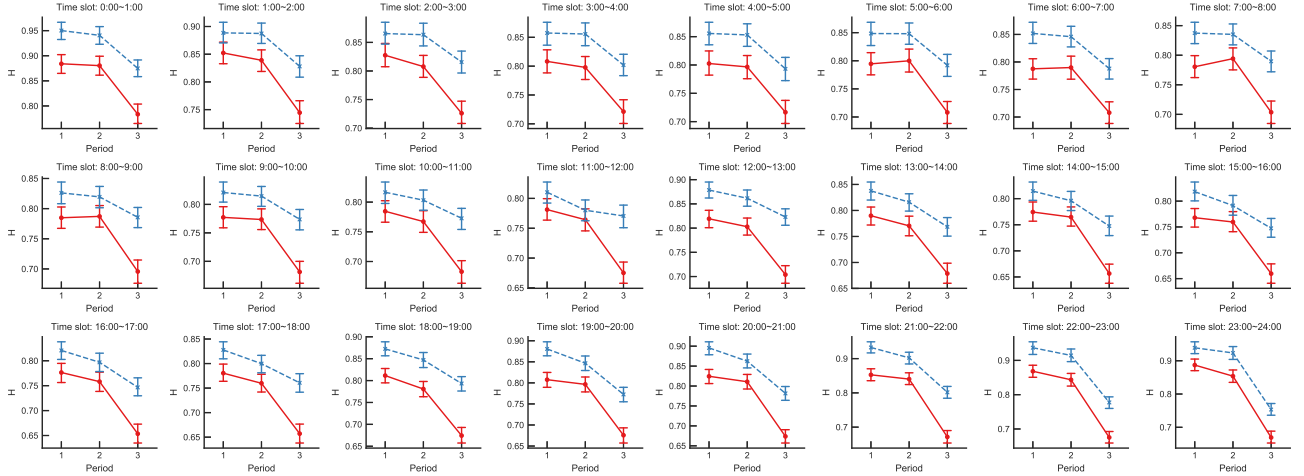 Time slot: 0:00~1:00 Time slot: 1:00~2:00 Time slot: 2:00~3:00 Time slot: 3:00~4:00 Time slot: 4:00~5:00 Time slot: 5:00~6:00 Time slot: 6:00~7:00 Time slot: 7:00~8:00
H 0.95 0.90 0.85 0.80
H 0.90 0.85 0.80 0.75
H 0.85 0.80 0.75 0.70
H 0.85 0.80 0.75 0.70
H 0.85 0.80 0.75 0.70
H 0.85 0.80 0.75 0.70
H 0.85 0.80 0.75 0.70
H 0.85 0.80 0.75 0.70
1 2 3 1 2 3 1 2 3 1 2 3 1 2 3 1 2 3 1 2 3 1 2 3
Period Period Period Period Period Period Period Period
Time slot: 8:00~9:00 Time slot: 9:00~10:00 Time slot: 10:00~11:00 Time slot: 11:00~12:00 Time slot: 12:00~13:00 Time slot: 13:00~14:00 Time slot: 14:00~15:00 Time slot: 15:00~16:00
H 0.85 0.80 0.75 0.70
H 0.80 0.75 0.70
H 0.80 0.75 0.70
H 0.80 0.75 0.70 0.65
H 0.90 0.85 0.80 0.75 0.70
H 0.85 0.80 0.75 0.70 0.65
H 0.80 0.75 0.70 0.65
H 0.80 0.75 0.70 0.65
1 2 3 1 2 3 1 2 3 1 2 3 1 2 3 1 2 3 1 2 3 1 2 3
Period Period Period Period Period Period Period Period
Time slot: 16:00~17:00 Time slot: 17:00~18:00 Time slot: 18:00~19:00 Time slot: 19:00~20:00 Time slot: 20:00~21:00 Time slot: 21:00~22:00 Time slot: 22:00~23:00 Time slot: 23:00~24:00
H 0.80 0.75 0.70 0.65
H 0.85 0.80 0.75 0.70 0.65
H 0.90 0.85 0.80 0.75 0.70 0.65
H 0.90 0.85 0.80 0.75 0.70 0.65
H 0.90 0.85 0.80 0.75 0.70 0.65
H 0.9 0.8 0.7
H 0.9 0.8 0.7
H 0.9 0.8 0.7
1 2 3 1 2 3 1 2 3 1 2 3 1 2 3 1 2 3 1 2 3 1 2 3
Period Period Period Period Period Period Period Period